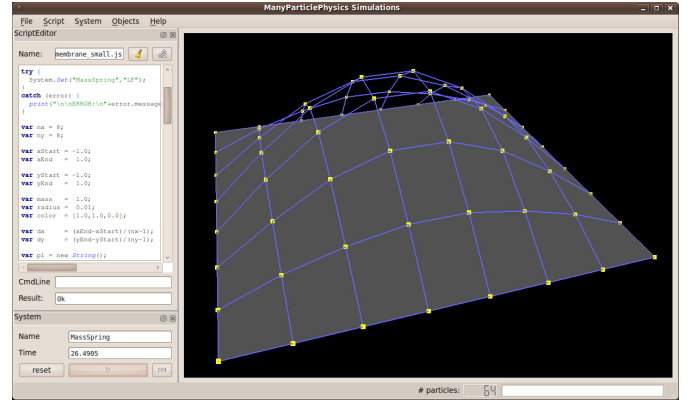 ManyParticlePhysics Simulations
File Script System Objects Help
ScriptEditor
Name: membrane_small.js
try {
System.Set("MassSpring","LF");
}
catch (error) {
print("\n\nERROR:\n"+error.message
}
var nx = 8;
var ny = 8;
var xStart = -1.0;
var xEnd = 1.0;
var yStart = -1.0;
var yEnd = 1.0;
var mass = 1.0;
var radius = 0.01;
var color = [1.0,1.0,0.0];
var dx = (xEnd-xStart)/(nx-1);
var dy = (yEnd-yStart)/(ny-1);
var pl = new String();
CmdLine
Result: Ok
System
Name MassSpring
Time 26.4905
reset
# particles: 64